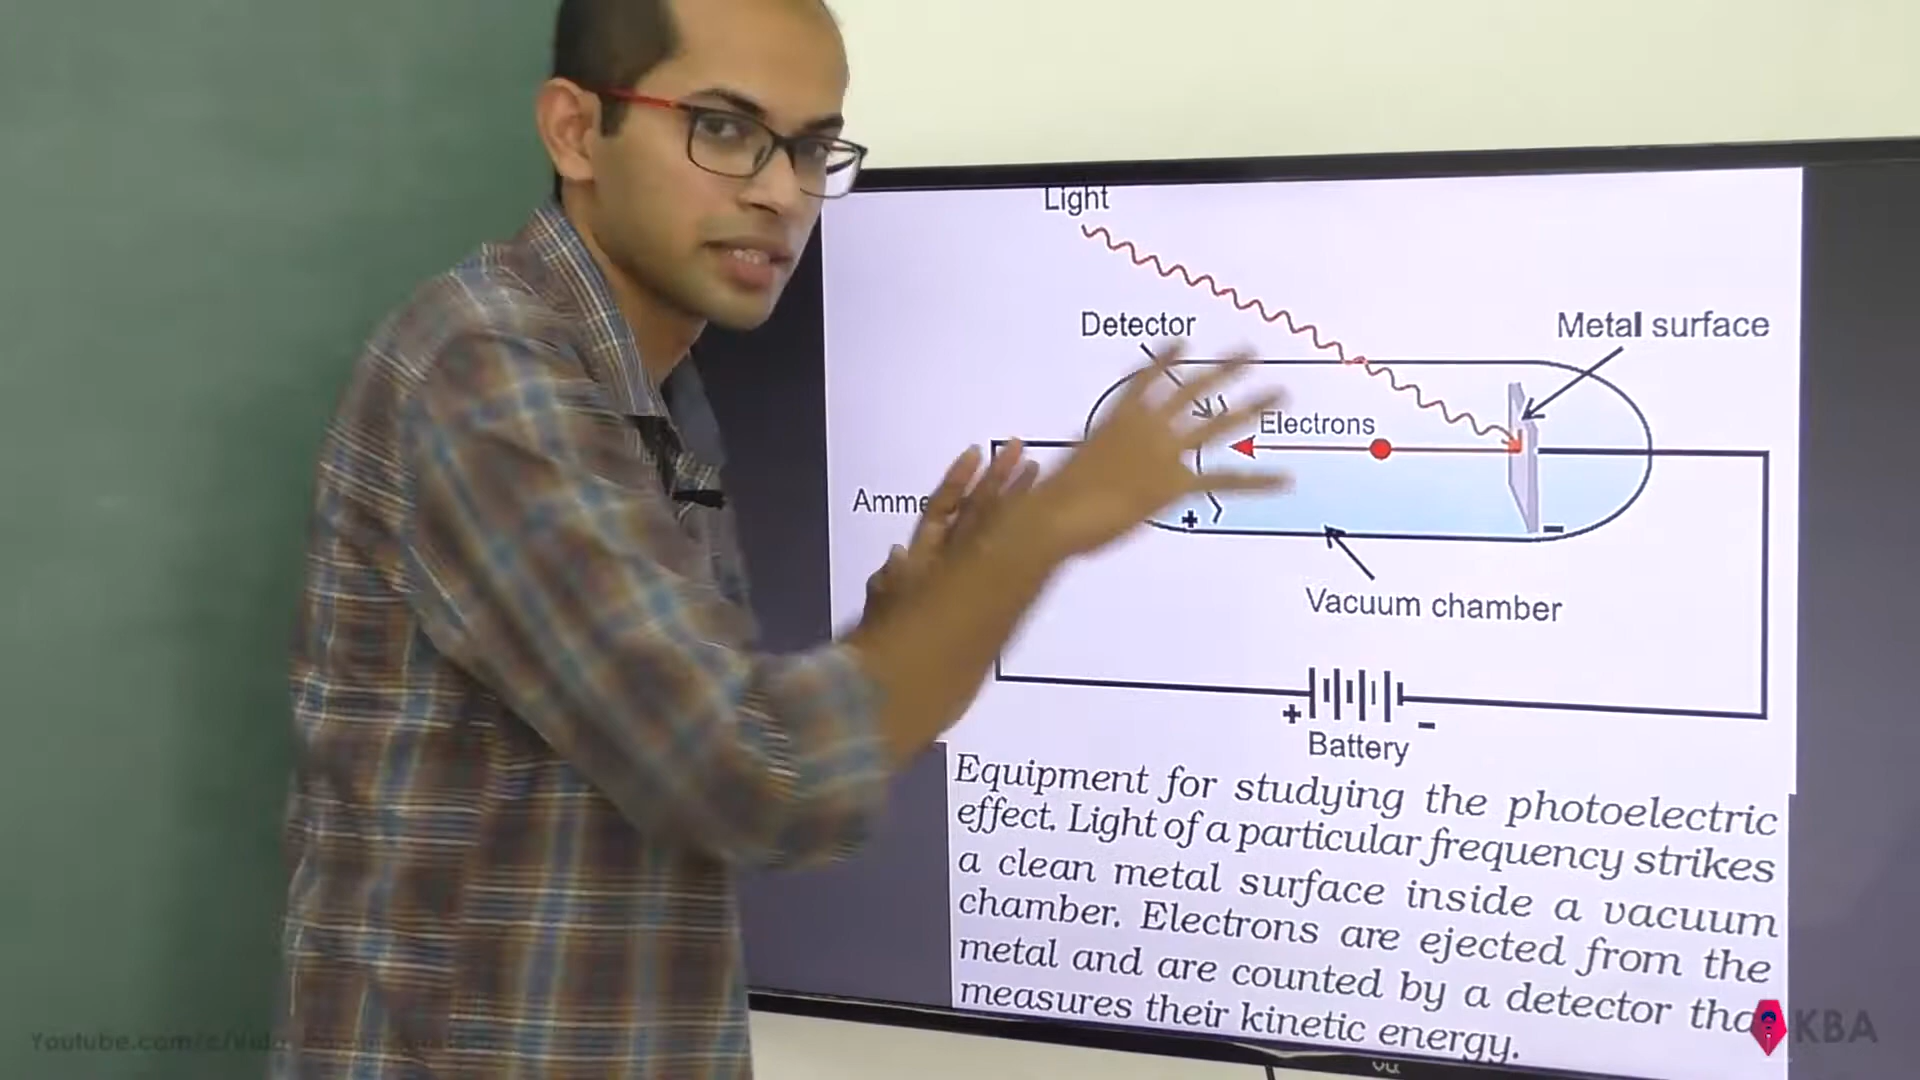 Light
Detector
Metal surface
Electrons
+
-
Vacuum chamber
+
-
Battery
Equipment for studying the photoelectric
effect. Light of a particular frequency strikes
a clean metal surface inside a vacuum
chamber. Electrons are ejected from the
metal and are counted by a detector
measures their kinetic energy.
KBA
vu